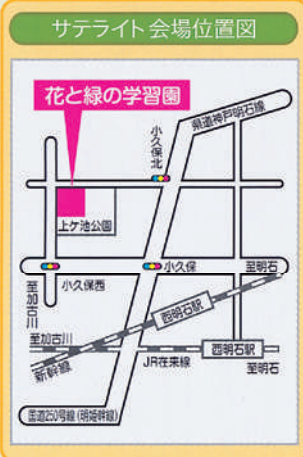 サテライト会場位置図
花と緑の学習園
小久保北
県道神戸明石線
上ケ池公園
小久保
至明石
小久保西
至加古川
西明石駅
至加古川
新幹線
JR在来線
西明石駅
至明石
国道250号線(明姫幹線)